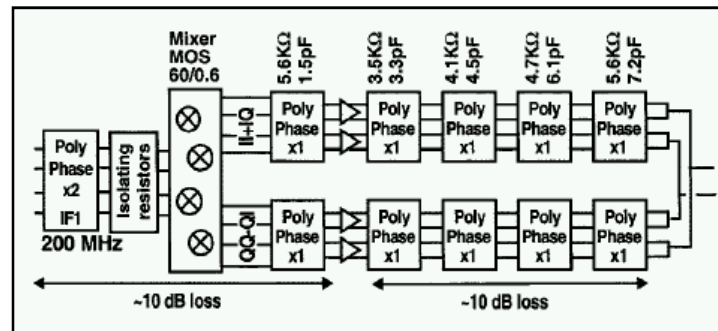 Mixer
MOS
60/0.6
5.6KΩ
1.5pF
3.5KΩ
3.3pF
4.1KΩ
4.5pF
4.7KΩ
6.1pF
5.6KΩ
7.2pF
Poly
Phase
x2
IF1
200 MHz
Isolating
resistors
II+IQ
Poly
Phase
x1
Poly
Phase
x1
Poly
Phase
x1
Poly
Phase
x1
Poly
Phase
x1
QQ-QI
Poly
Phase
x1
Poly
Phase
x1
Poly
Phase
x1
Poly
Phase
x1
Poly
Phase
x1
~10 dB loss
~10 dB loss